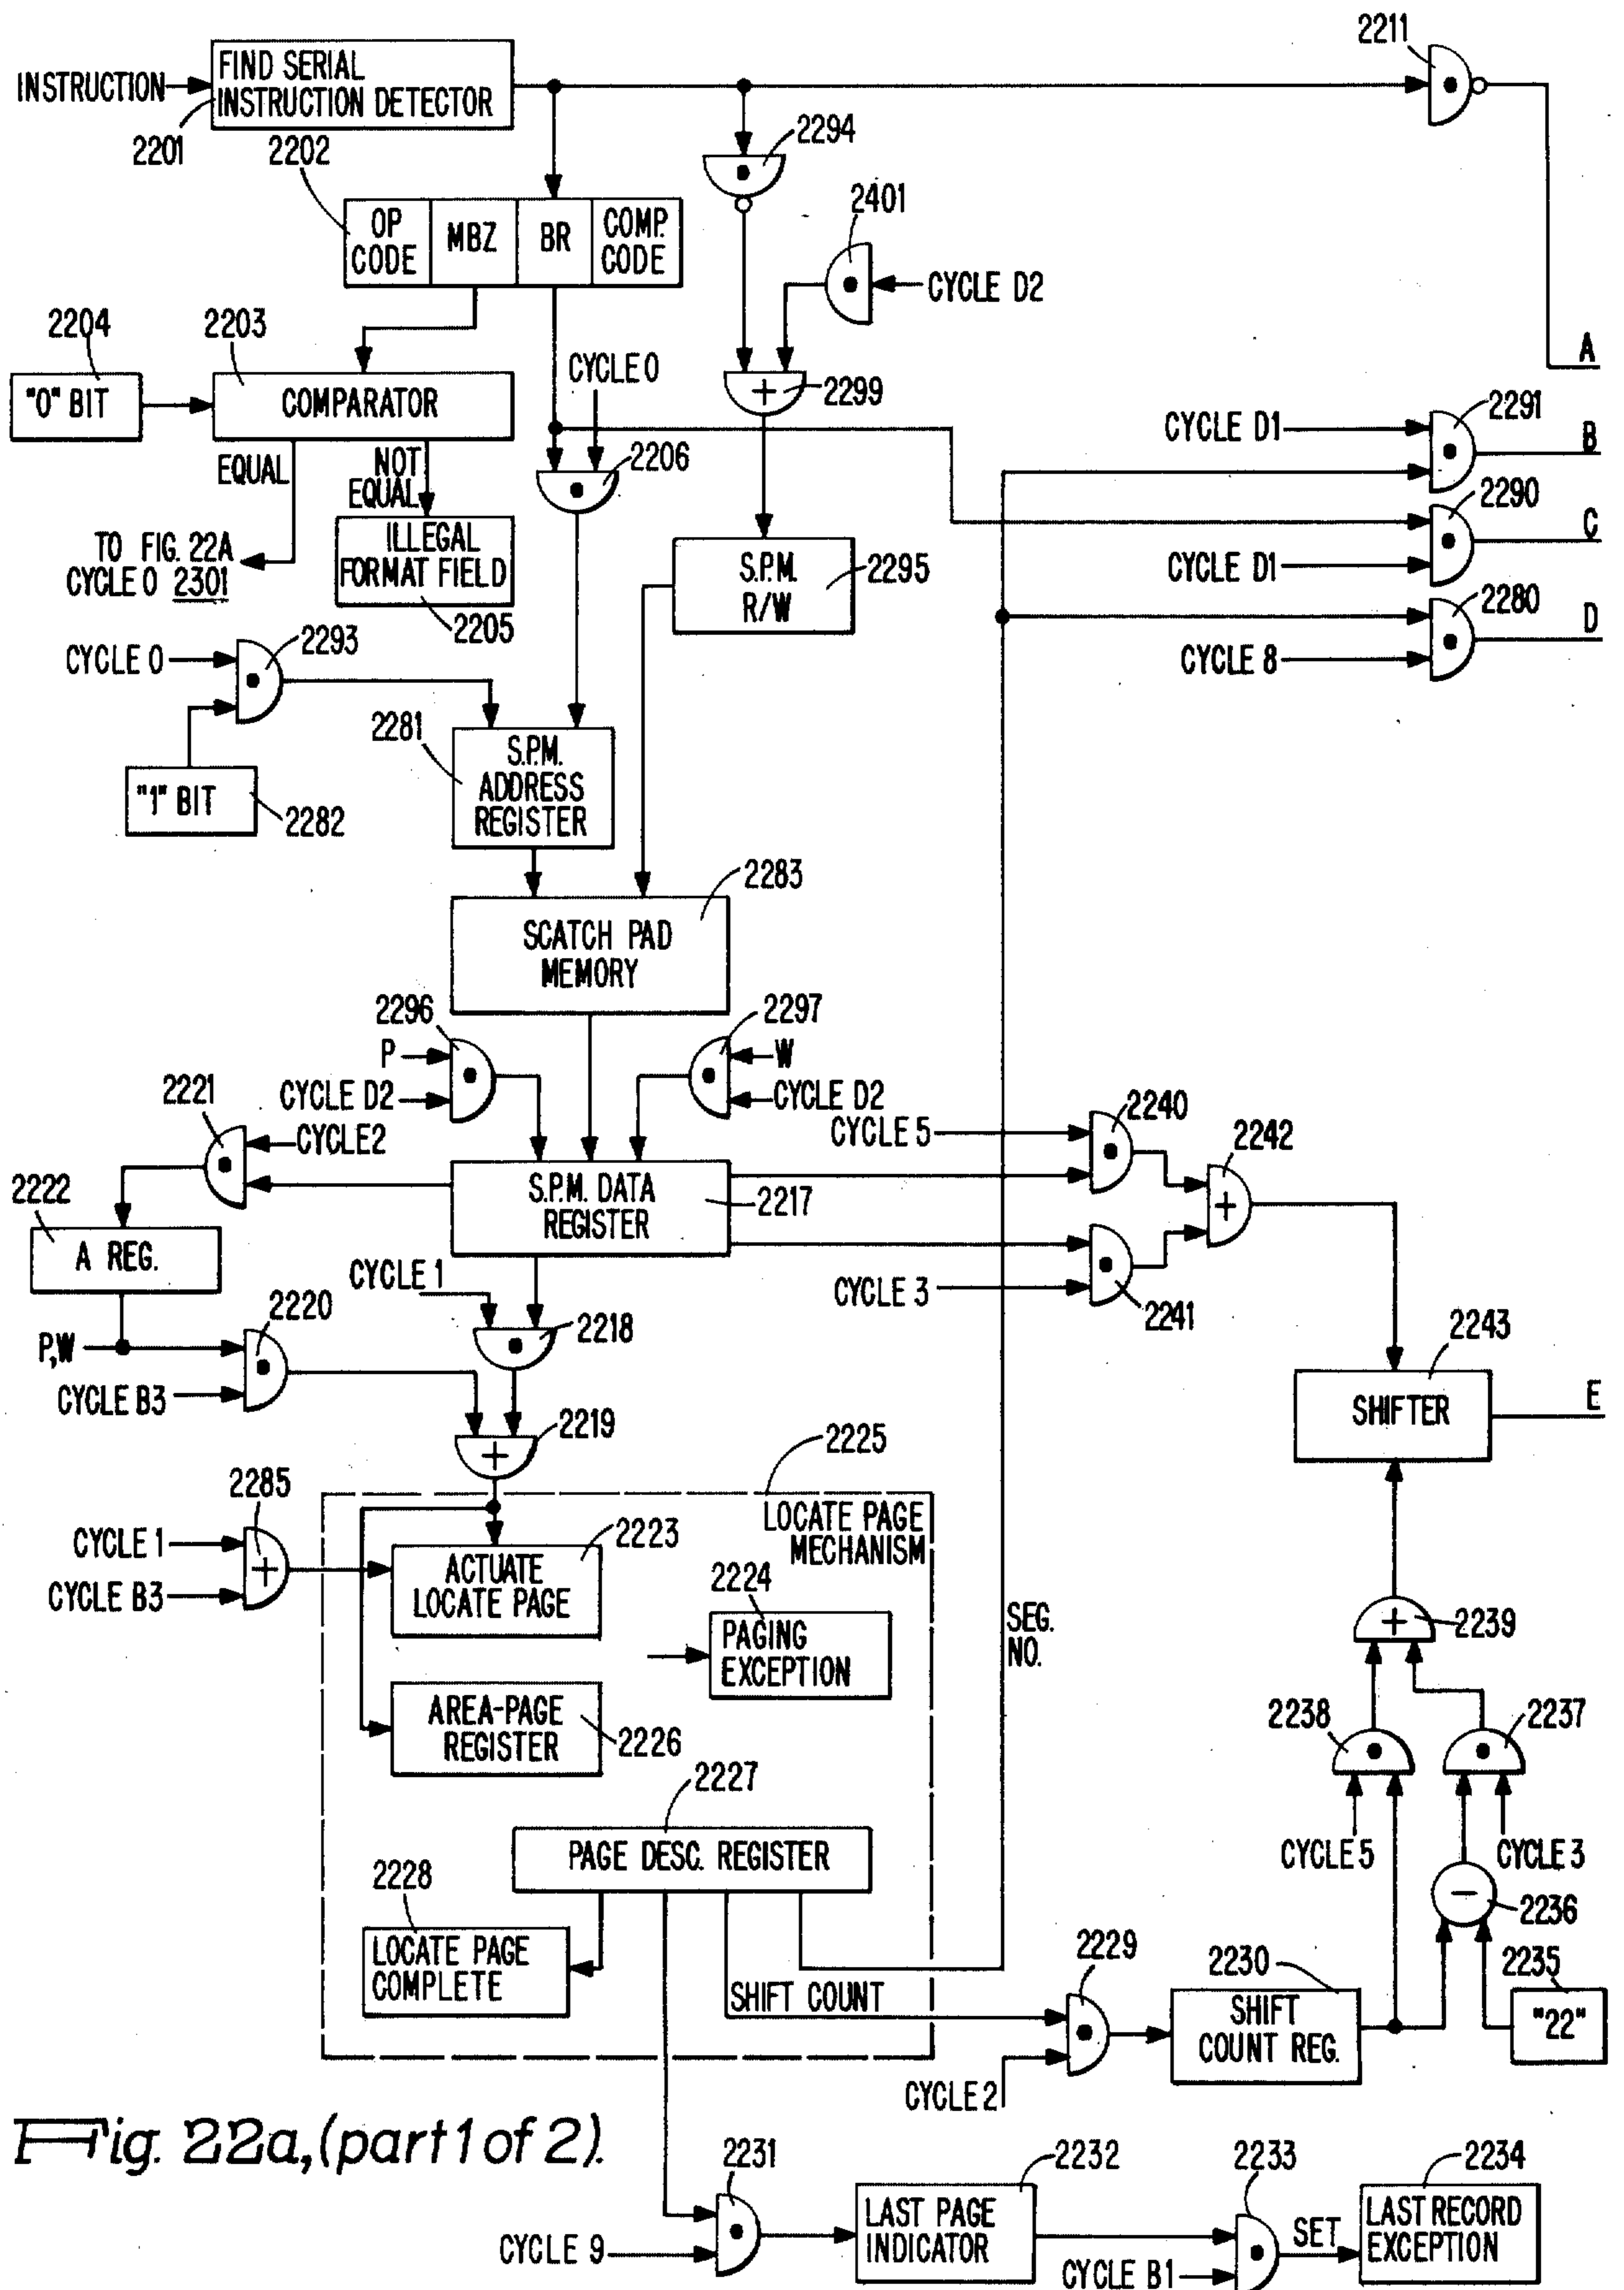 2211
INSTRUCTION
FIND SERIAL
INSTRUCTION DETECTOR
2201
2202
2294
2401
OP
CODE
MBZ
BR
COMP.
CODE
CYCLE D2
2204
2203
CYCLE 0
A
"0" BIT
COMPARATOR
2299
2291
CYCLE D1
B
EQUAL
NOT
EQUAL
2206
2290
C
TO FIG. 22A
CYCLE 0 2301
ILLEGAL
FORMAT FIELD
S.P.M.
R/W
2295
CYCLE D1
2280
2205
D
2293
CYCLE 0
CYCLE 8
2281
S.P.M.
ADDRESS
REGISTER
"1" BIT
2282
2283
SCATCH PAD
MEMORY
2296
2297
P
W
CYCLE D2
CYCLE D2
2221
CYCLE2
CYCLE 5
2240
2242
2222
S.P.M. DATA
REGISTER
2217
A REG.
CYCLE 1
CYCLE 3
2241
2220
2218
2243
P,W
CYCLE B3
SHIFTER
E
2219
2225
2285
LOCATE PAGE
MECHANISM
CYCLE 1
2223
ACTUATE
LOCATE PAGE
CYCLE B3
2224
PAGING
EXCEPTION
SEG.
NO.
2239
AREA-PAGE
REGISTER
2226
2238
2237
2227
PAGE DESC. REGISTER
CYCLE 5
CYCLE 3
2228
2236
LOCATE PAGE
COMPLETE
2229
2230
2235
SHIFT COUNT
SHIFT
COUNT REG.
"22"
CYCLE 2
Fig. 22a,(part 1 of 2).
2231
2232
2233
2234
LAST PAGE
INDICATOR
SET
LAST RECORD
EXCEPTION
CYCLE 9
CYCLE B1